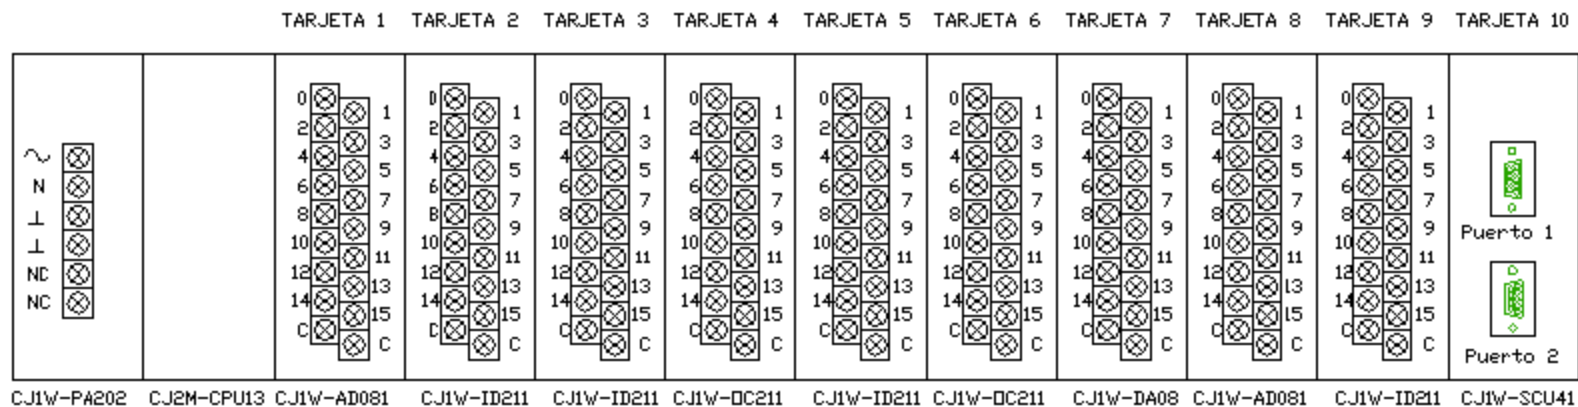 TARJETA 1 TARJETA 2 TARJETA 3 TARJETA 4 TARJETA 5 TARJETA 6 TARJETA 7 TARJETA 8 TARJETA 9 TARJETA 10
0 0 0 0 0 0 0 0 0
1 1 1 1 1 1 1 1 1
2 2 2 2 2 2 2 2 2
3 3 3 3 3 3 3 3 3
4 4 4 4 4 4 4 4 4
5 5 5 5 5 5 5 5 5
N 6 6 6 6 6 6 6 6 6
7 7 7 7 7 7 7 7 7
8 8 8 8 8 8 8 8 8
9 9 9 9 9 9 9 9 9 Puerto 1
10 10 10 10 10 10 10 10 10
11 11 11 11 11 11 11 11 11
NC 12 12 12 12 12 12 12 12 12
13 13 13 13 13 13 13 13 13
NC 14 14 14 14 14 14 14 14 14
15 15 15 15 15 15 15 15 15
C C C C C C C C C
C C C C C C C C C Puerto 2
CJ1W-PA202 CJ2M-CPU13 CJ1W-AD081 CJ1W-ID211 CJ1W-ID211 CJ1W-OC211 CJ1W-ID211 CJ1W-OC211 CJ1W-DA08 CJ1W-AD081 CJ1W-ID211 CJ1W-SCU41